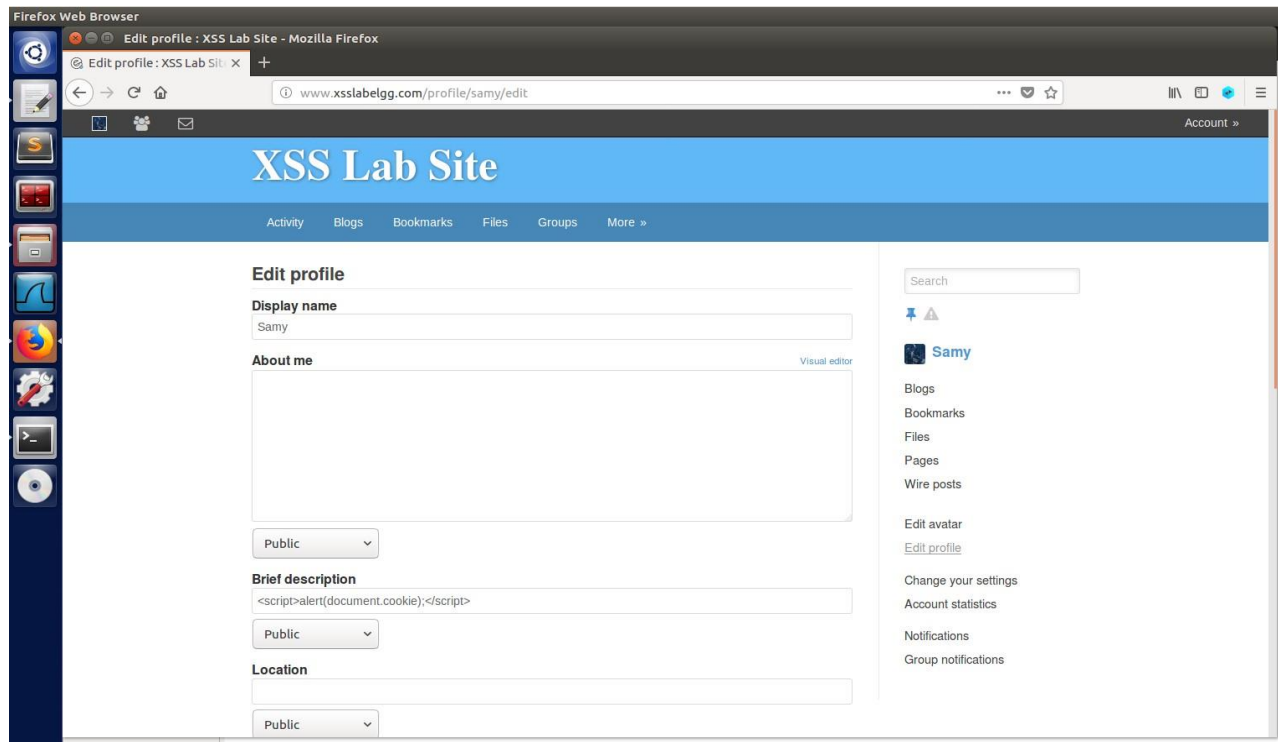 Firefox Web Browser
Edit profile : XSS Lab Site - Mozilla Firefox
Edit profile : XSS Lab Sit
www.xsslabelgg.com/profile/samy/edit
Account »
XSS Lab Site
Activity Blogs Bookmarks Files Groups More »
Edit profile
Display name
Samy
About me
Visual editor
Public
Brief description
<script>alert(document.cookie);</script>
Public
Location
Public
Search
Samy
Blogs
Bookmarks
Files
Pages
Wire posts
Edit avatar
Edit profile
Change your settings
Account statistics
Notifications
Group notifications